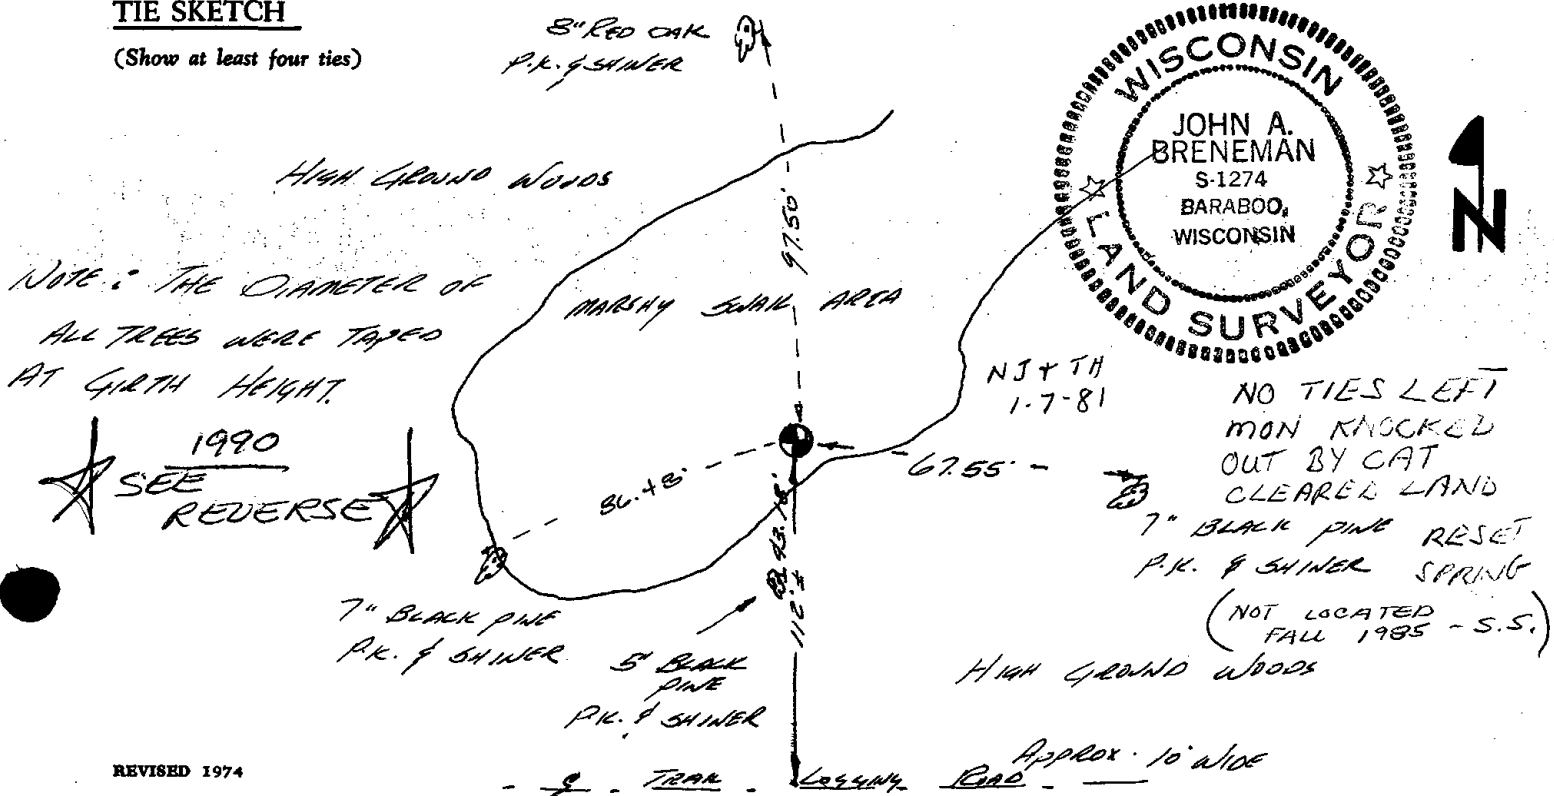 TIE SKETCH
(Show at least four ties)
8" RED OAK
P.K. & SHINER
WISCONSIN
LAND SURVEYOR
JOHN A.
BRENEMAN
S-1274
BARABOO,
WISCONSIN
N
HIGH GROUND WOODS
97.50'
NOTE: THE DIAMETER OF
ALL TREES WERE TAPED
AT GIRTH HEIGHT.
MARSHY SWAIL AREA
NJ & TH
1-7-81
NO TIES LEFT
MON KNOCKED
OUT BY CAT
CLEARED LAND
RESET
SPRING
1990
SEE
REVERSE
86.48'
67.55'
43.18'
112'±
7" BLACK PINE
P.K. & SHINER
(NOT LOCATED
FALL 1985 - S.S.)
7" BLACK PINE
P.K. & SHINER
5" BLACK
PINE
P.K. & SHINER
HIGH GROUND WOODS
REVISED 1974
TRAIL LOGGING ROAD
APPROX. 10' WIDE